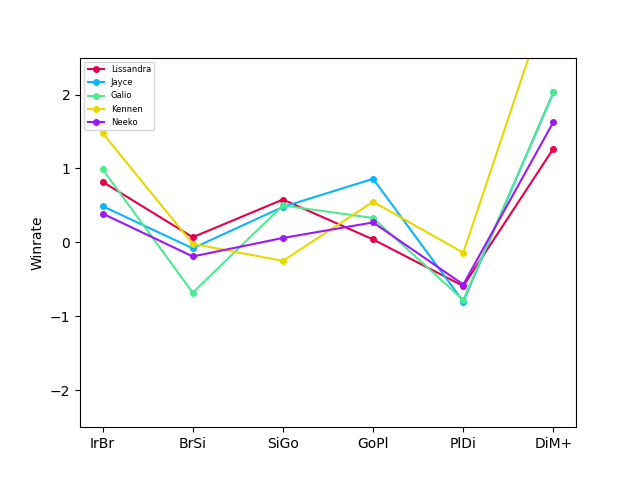 Lissandra
Jayce
Galio
Kennen
Neeko
Winrate
2
1
0
−1
−2
IrBr BrSi SiGo GoPl PlDi DiM+